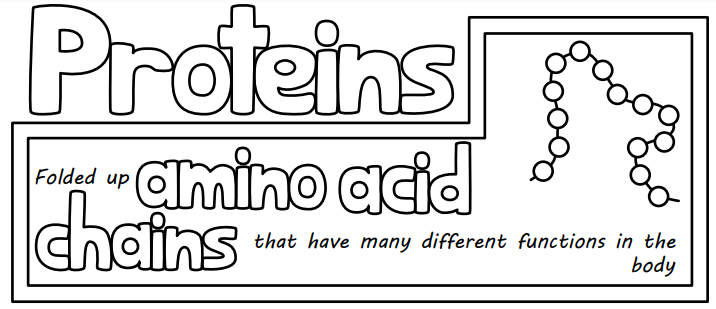 Proteins
Folded up amino acid
chains that have many different functions in the
body